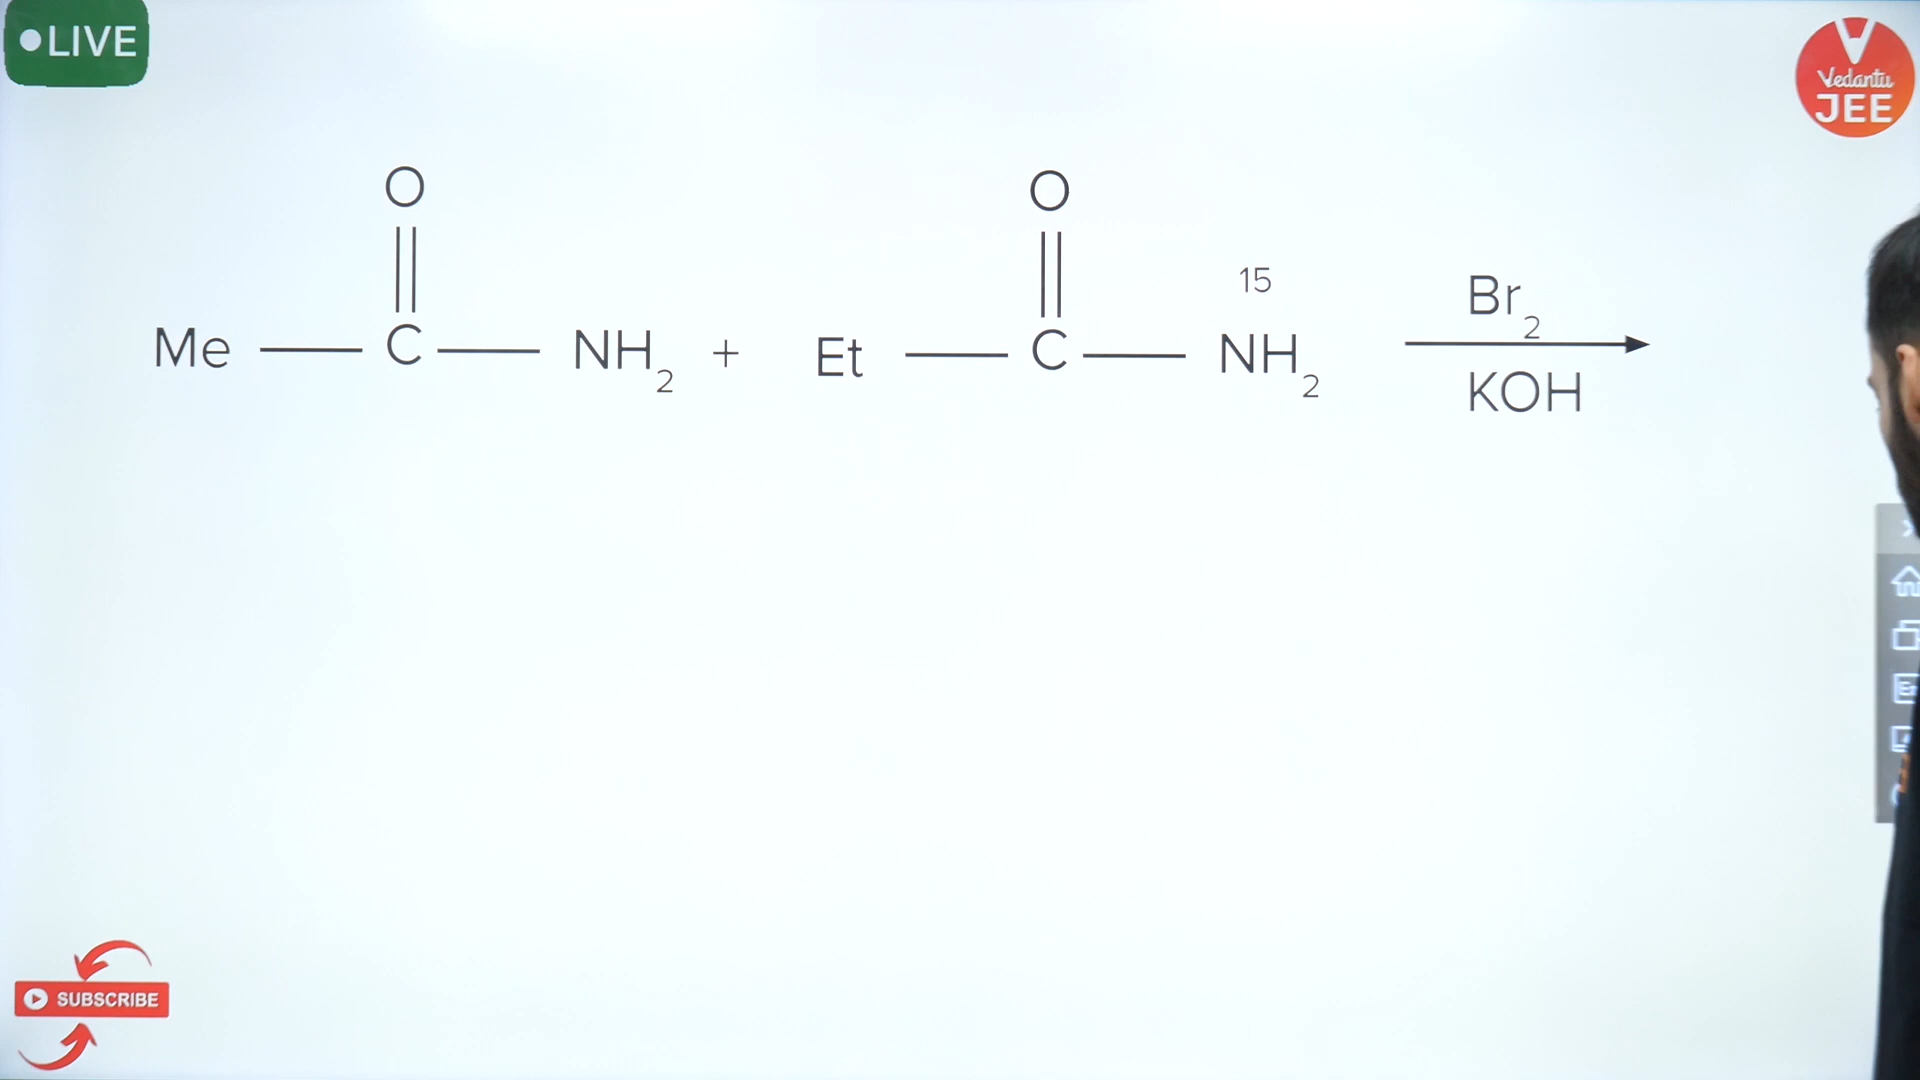 LIVE
Vedantu
JEE
O O
15
Me — C — NH2 + Et — C — NH2 Br2
KOH
SUBSCRIBE